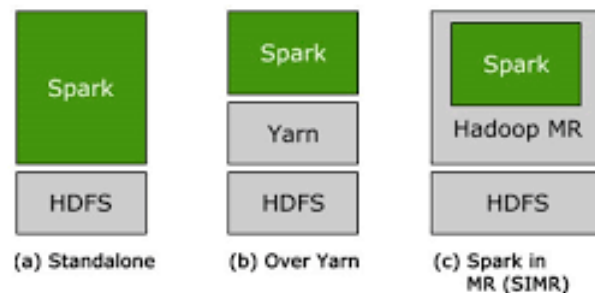 Spark
HDFS
(a) Standalone
Spark
Yarn
HDFS
(b) Over Yarn
Spark
Hadoop MR
HDFS
(c) Spark in
MR (SIMR)